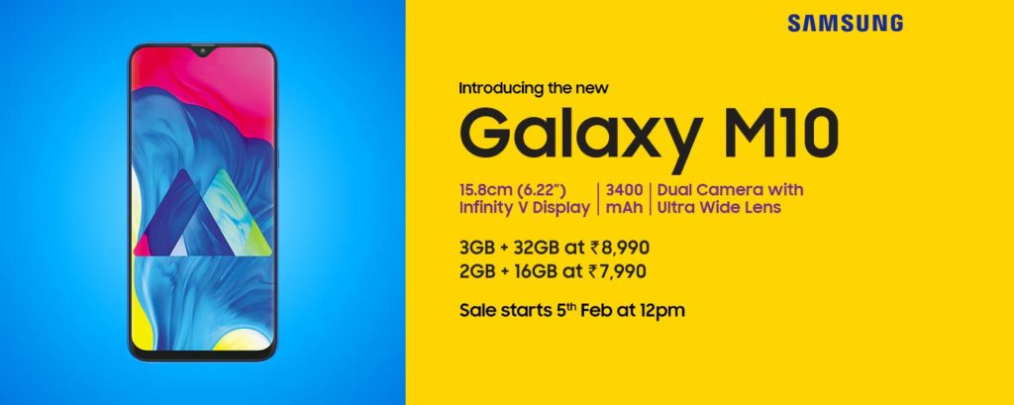 SAMSUNG
Introducing the new
Galaxy M10
15.8cm (6.22")
Infinity V Display
3400
mAh
Dual Camera with
Ultra Wide Lens
3GB + 32GB at ₹8,990
2GB + 16GB at ₹7,990
Sale starts 5th Feb at 12pm